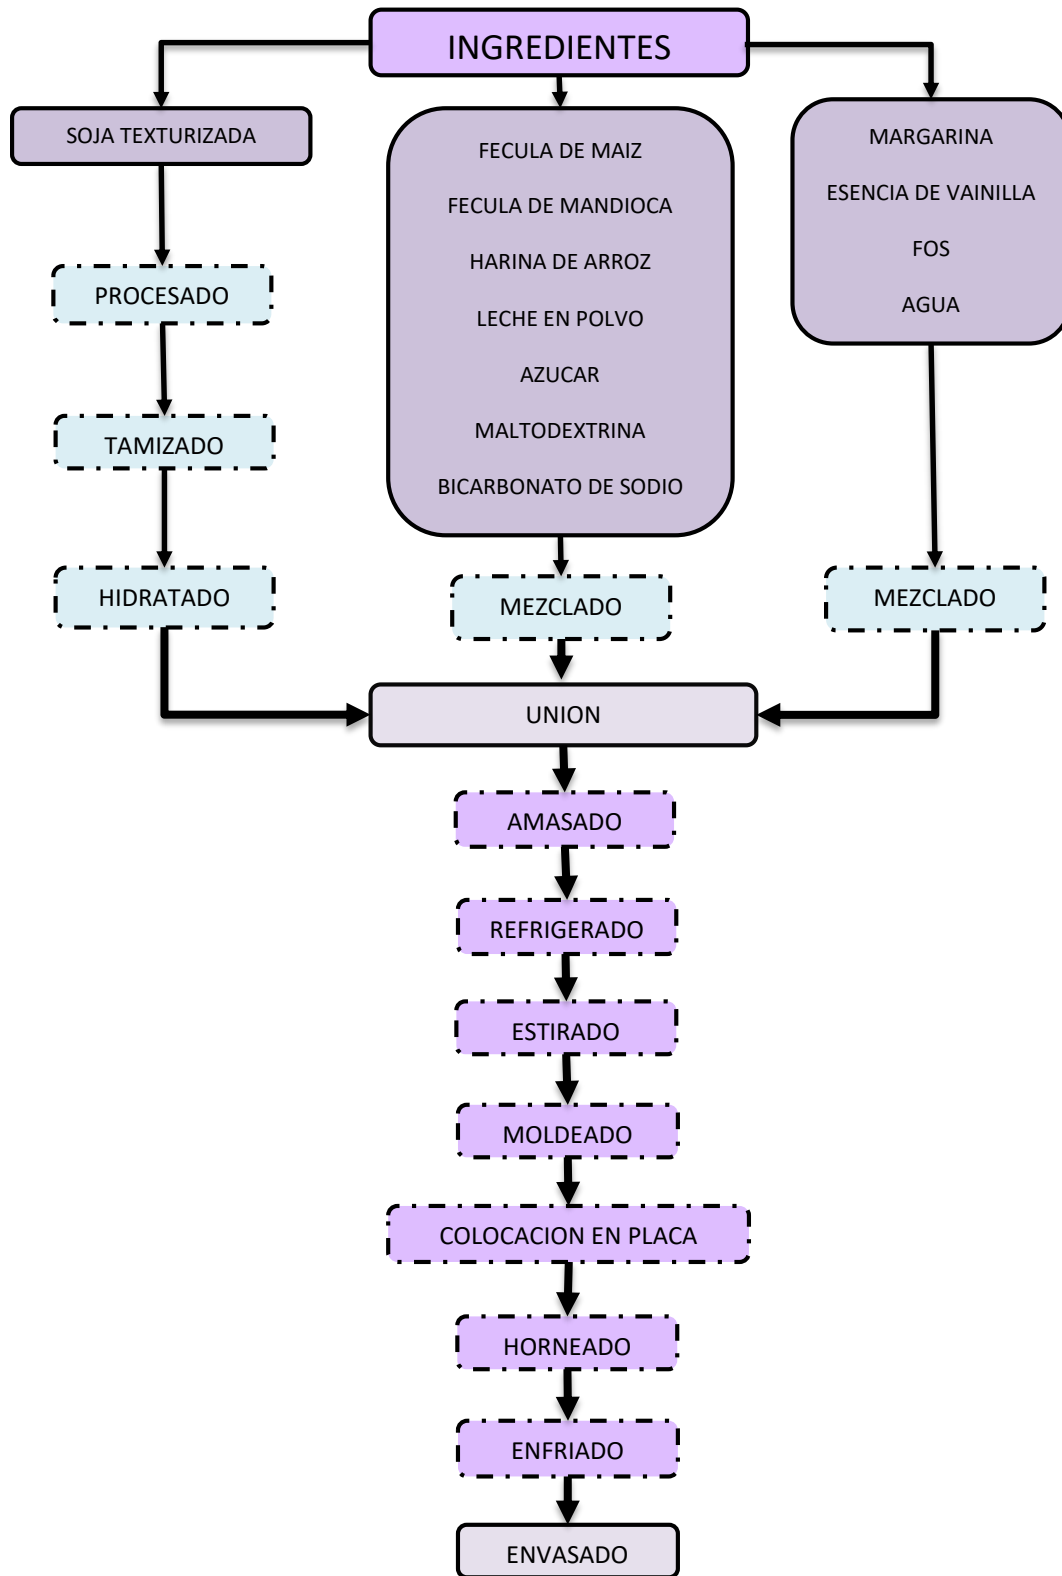 INGREDIENTES
SOJA TEXTURIZADA
PROCESADO
TAMIZADO
HIDRATADO
FECULA DE MAIZ
FECULA DE MANDIOCA
HARINA DE ARROZ
LECHE EN POLVO
AZUCAR
MALTODEXTRINA
BICARBONATO DE SODIO
MEZCLADO
MARGARINA
ESENCIA DE VAINILLA
FOS
AGUA
MEZCLADO
UNION
AMASADO
REFRIGERADO
ESTIRADO
MOLDEADO
COLOCACION EN PLACA
HORNEADO
ENFRIADO
ENVASADO